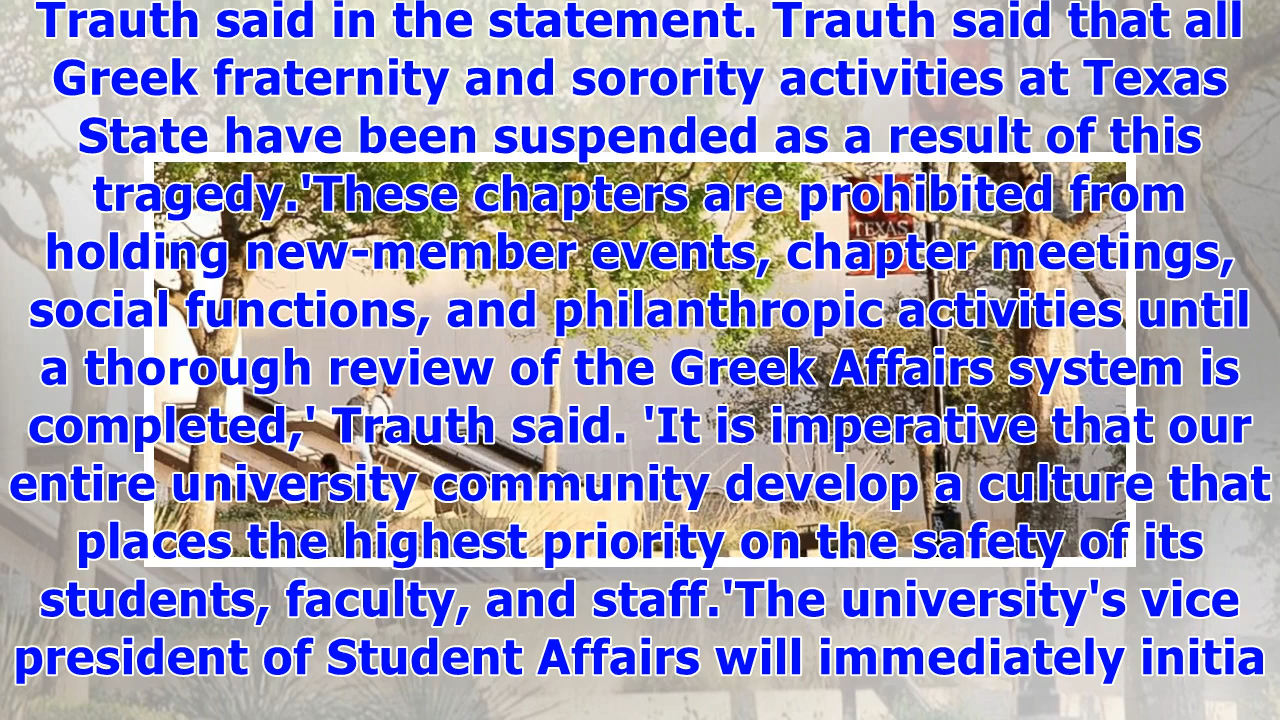 Trauth said in the statement. Trauth said that all
Greek fraternity and sorority activities at Texas
State have been suspended as a result of this
tragedy.'These chapters are prohibited from
holding new-member events, chapter meetings,
social functions, and philanthropic activities until
a thorough review of the Greek Affairs system is
completed,' Trauth said. 'It is imperative that our
entire university community develop a culture that
places the highest priority on the safety of its
students, faculty, and staff.'The university's vice
president of Student Affairs will immediately initia
TEXAS